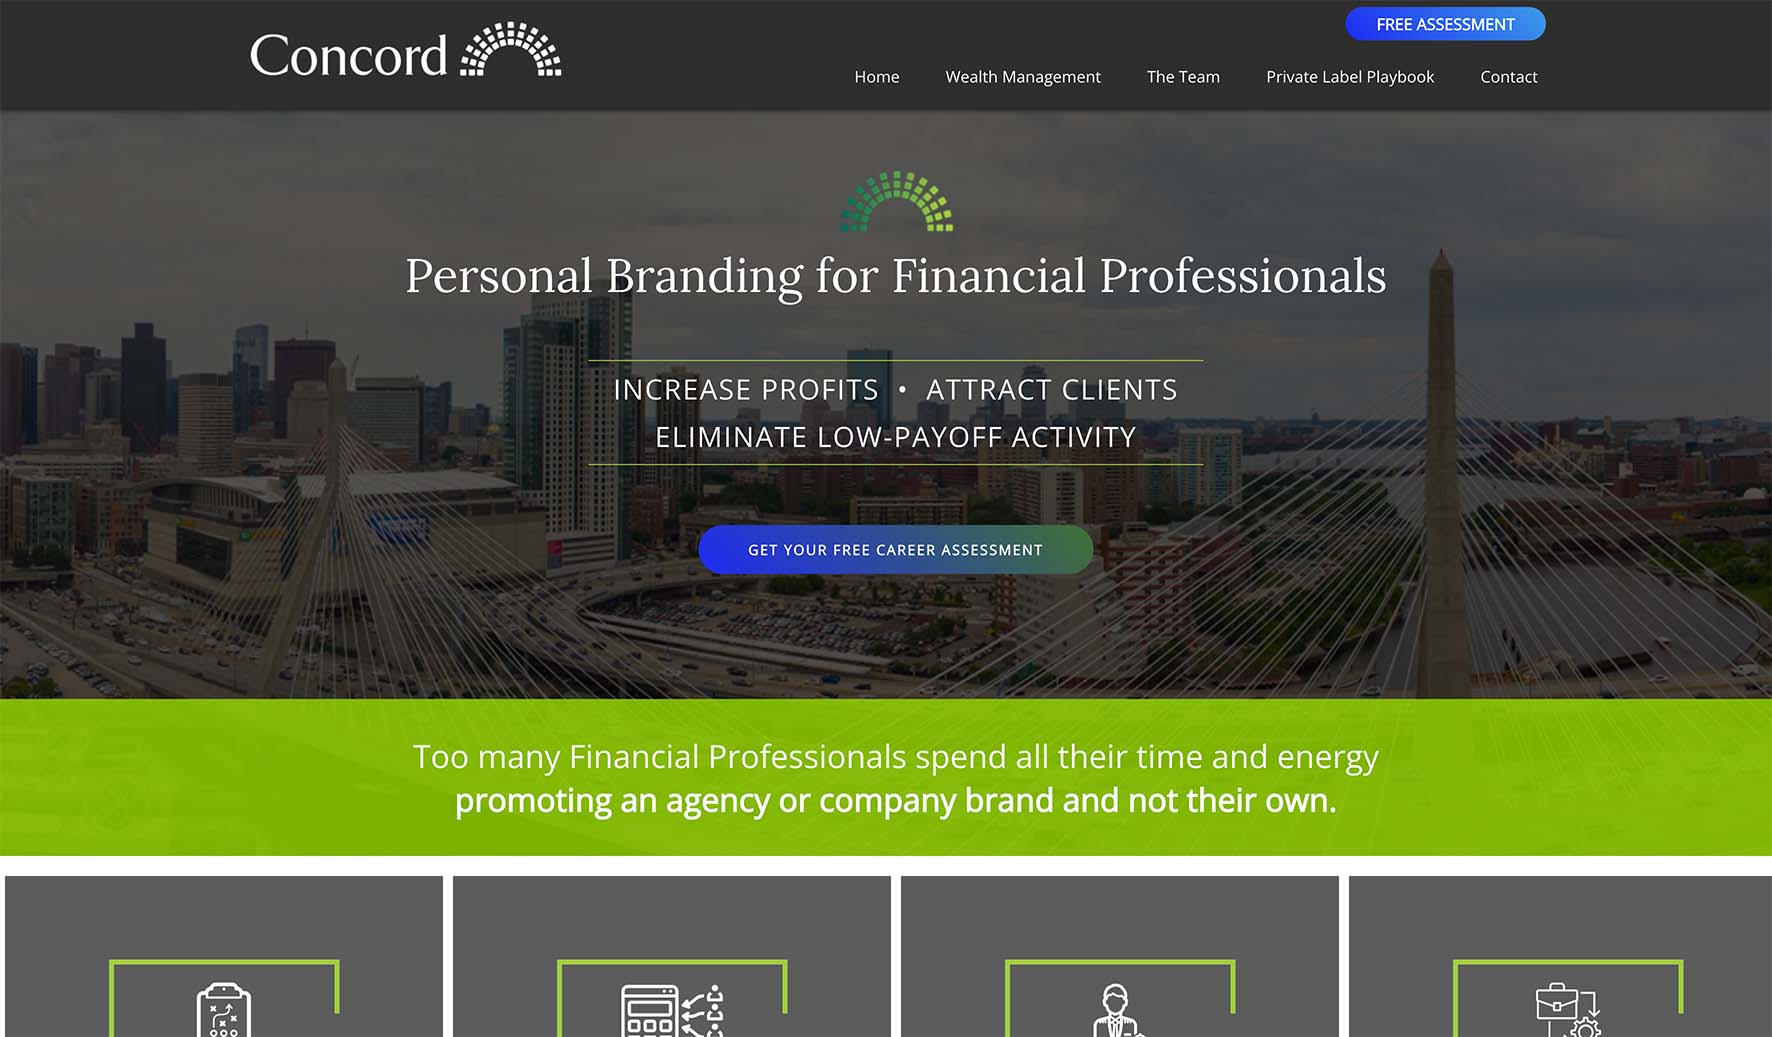 Concord
FREE ASSESSMENT
Home Wealth Management The Team Private Label Playbook Contact
Personal Branding for Financial Professionals
INCREASE PROFITS • ATTRACT CLIENTS
ELIMINATE LOW-PAYOFF ACTIVITY
GET YOUR FREE CAREER ASSESSMENT
Too many Financial Professionals spend all their time and energy
promoting an agency or company brand and not their own.